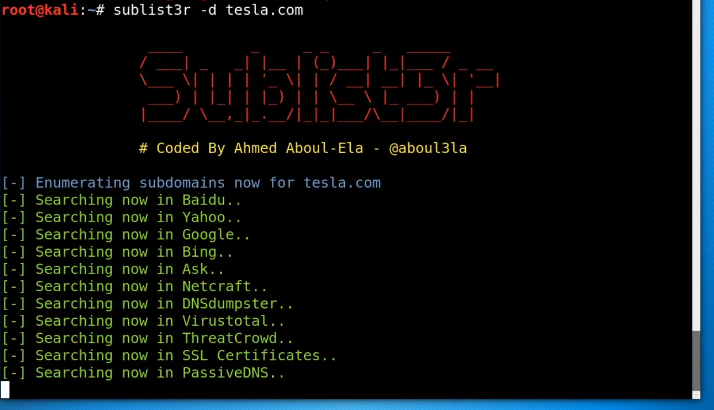 root@kali:~# sublist3r -d tesla.com
Sublist3r
# Coded By Ahmed Aboul-Ela - @aboul3la
[-] Enumerating subdomains now for tesla.com
[-] Searching now in Baidu..
[-] Searching now in Yahoo..
[-] Searching now in Google..
[-] Searching now in Bing..
[-] Searching now in Ask..
[-] Searching now in Netcraft..
[-] Searching now in DNSdumpster..
[-] Searching now in Virustotal..
[-] Searching now in ThreatCrowd..
[-] Searching now in SSL Certificates..
[-] Searching now in PassiveDNS..